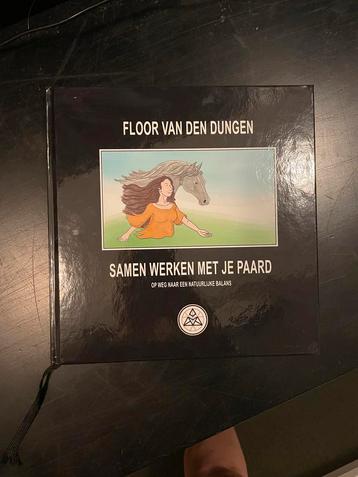 FLOOR VAN DEN DUNGEN
SAMEN WERKEN MET JE PAARD
OP WEG NAAR EEN NATUURLIJKE BALANS